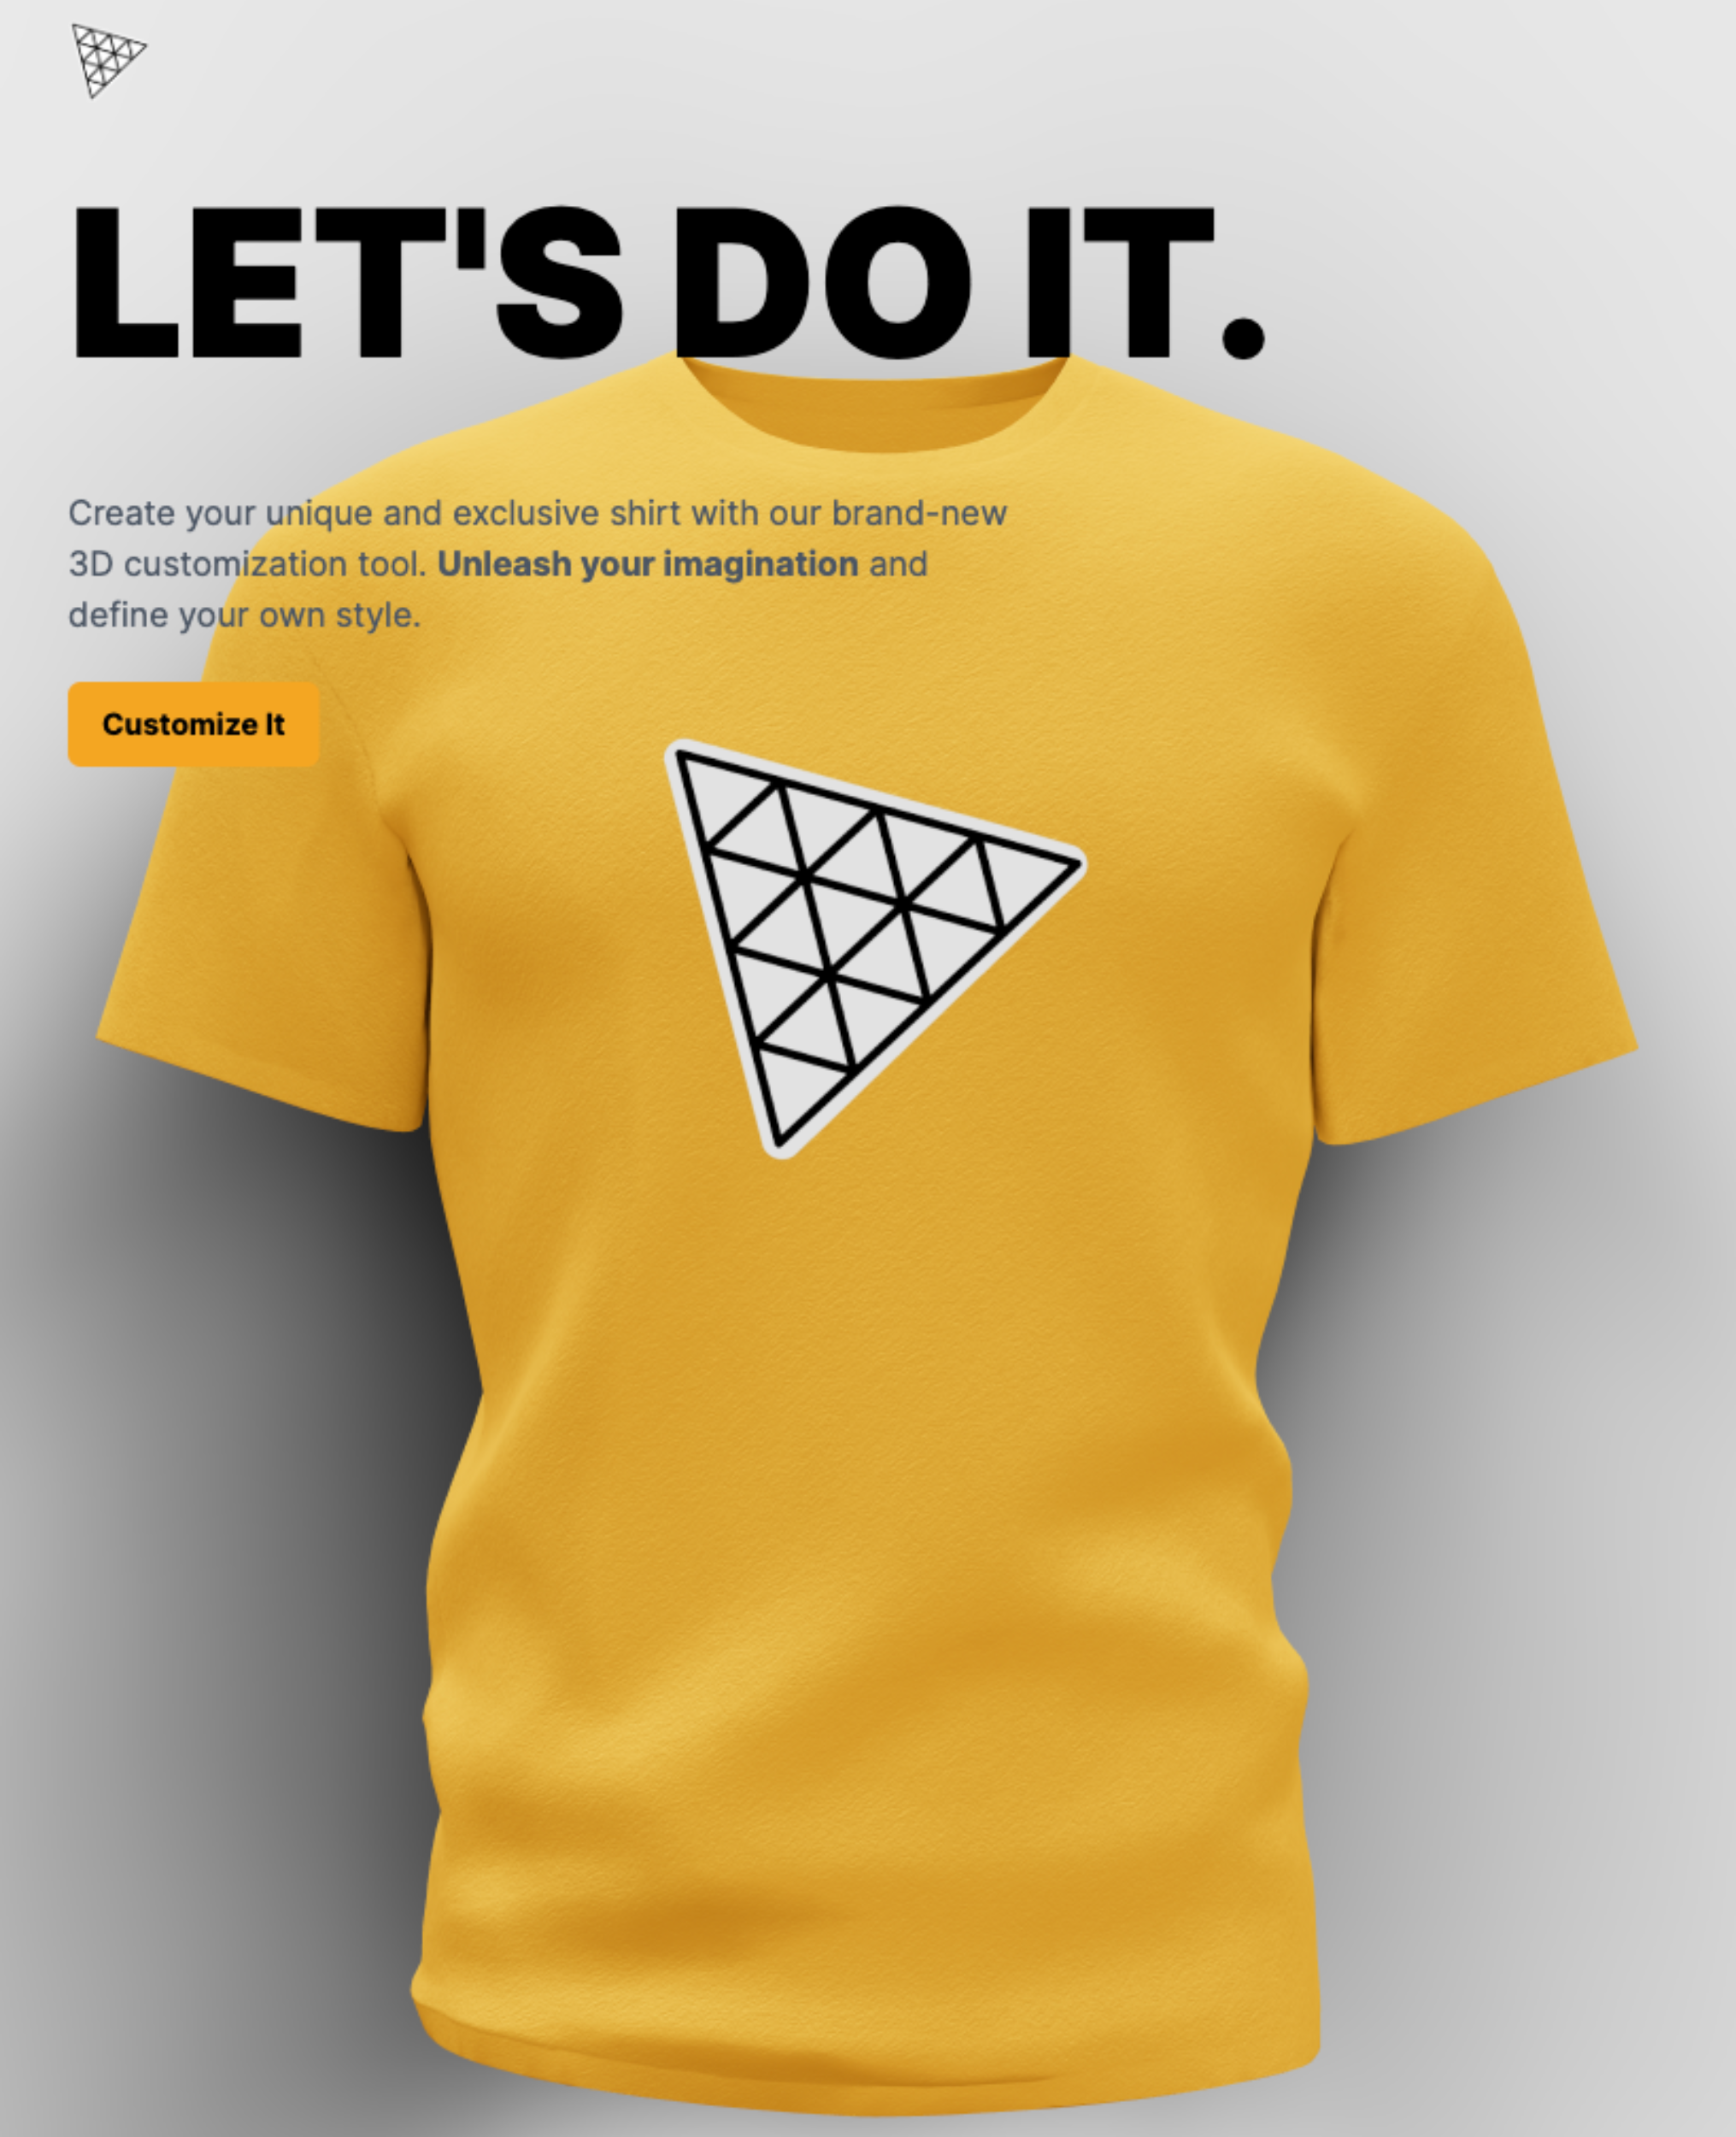 LET'S DO IT.
Create your unique and exclusive shirt with our brand-new
3D customization tool. Unleash your imagination and
define your own style.
Customize It